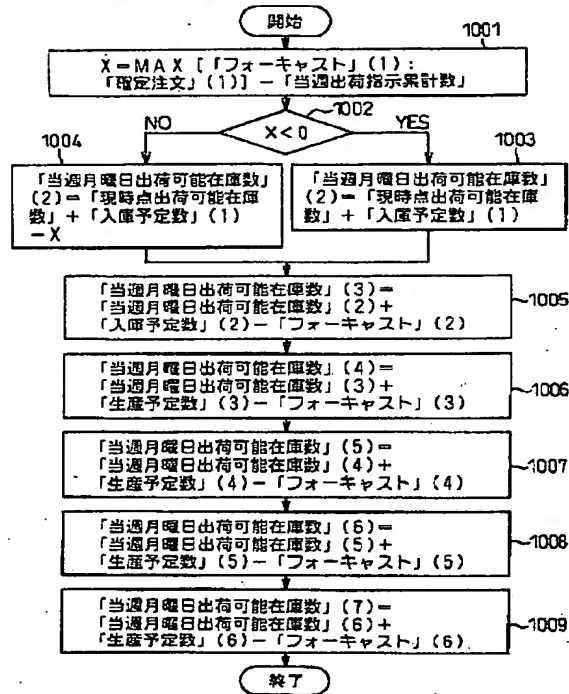 開始
1001
X=MAX [「フォーキャスト」(1):
「確定注文」(1)] −「当週出荷指示累計数」
1002
X<0
NO
YES
1004
「当週月曜日出荷可能在庫数」
(2)=「現時点出荷可能在庫
数」+「入庫予定数」(1)
−X
1003
「当週月曜日出荷可能在庫数」
(2)=「現時点出荷可能在庫
数」+「入庫予定数」(1)
「当週月曜日出荷可能在庫数」(3)=
「当週月曜日出荷可能在庫数」(2)+
「入庫予定数」(2)−「フォーキャスト」(2)
1005
「当週月曜日出荷可能在庫数」(4)=
「当週月曜日出荷可能在庫数」(3)+
「生産予定数」(3)−「フォーキャスト」(3)
1006
「当週月曜日出荷可能在庫数」(5)=
「当週月曜日出荷可能在庫数」(4)+
「生産予定数」(4)−「フォーキャスト」(4)
1007
「当週月曜日出荷可能在庫数」(6)=
「当週月曜日出荷可能在庫数」(5)+
「生産予定数」(5)−「フォーキャスト」(5)
1008
「当週月曜日出荷可能在庫数」(7)=
「当週月曜日出荷可能在庫数」(6)+
「生産予定数」(6)−「フォーキャスト」(6)
1009
終了